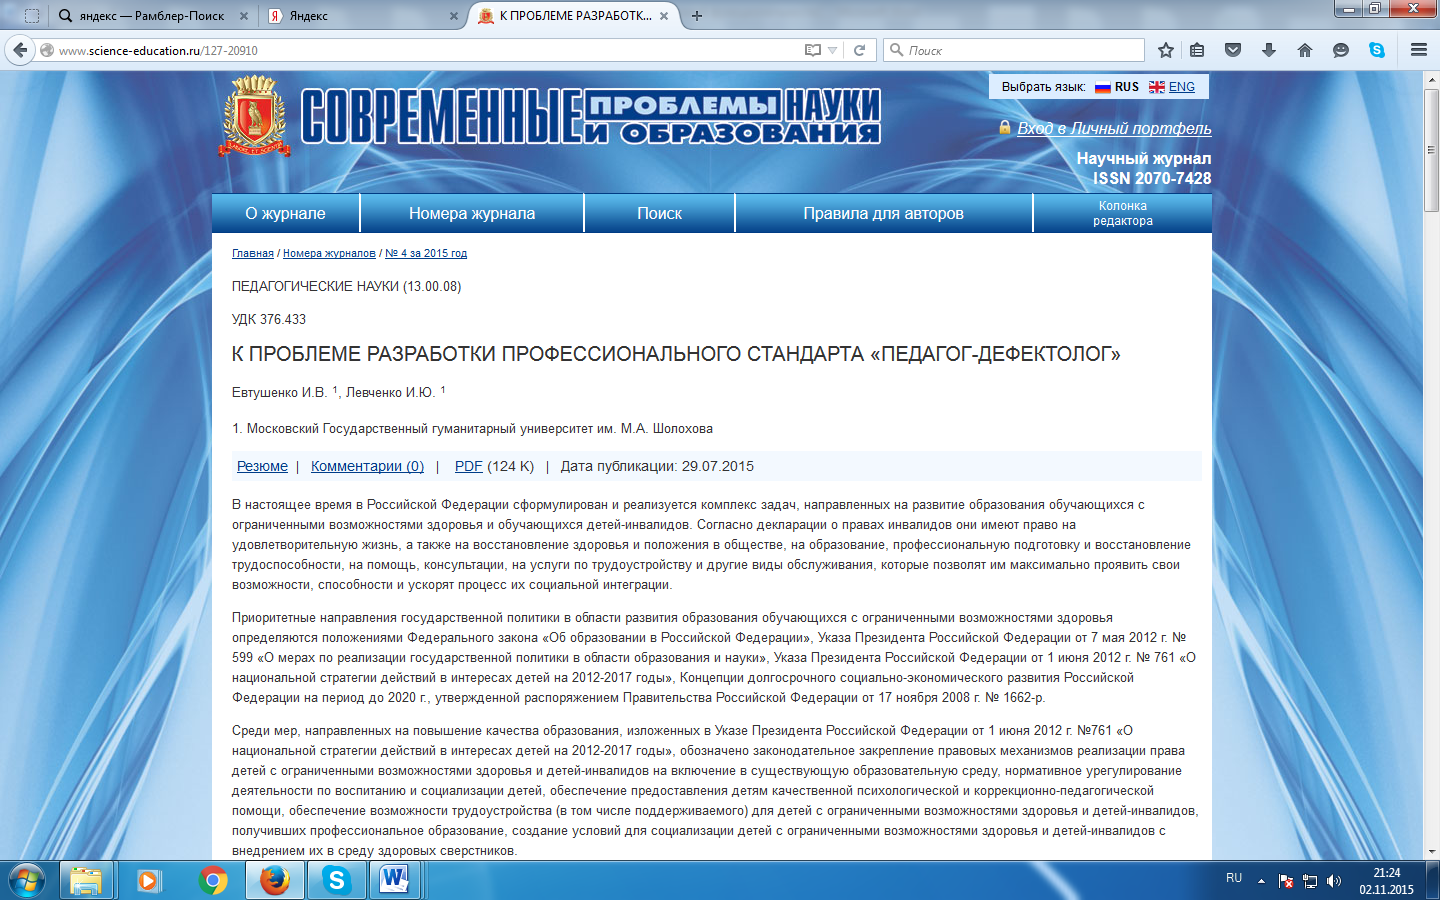 яндекс — Рамблер-Поиск
Яндекс
К ПРОБЛЕМЕ РАЗРАБОТК...
www.science-education.ru/127-20910
Поиск
СОВРЕМЕННЫЕ ПРОБЛЕМЫ НАУКИ
И ОБРАЗОВАНИЯ
Выбрать язык: RUS ENG
Вход в Личный портфель
Научный журнал
ISSN 2070-7428
О журнале
Номера журнала
Поиск
Правила для авторов
Колонка
редактора
Главная / Номера журналов / № 4 за 2015 год
ПЕДАГОГИЧЕСКИЕ НАУКИ (13.00.08)
УДК 376.433
К ПРОБЛЕМЕ РАЗРАБОТКИ ПРОФЕССИОНАЛЬНОГО СТАНДАРТА «ПЕДАГОГ-ДЕФЕКТОЛОГ»
Евтушенко И.В. 1, Левченко И.Ю. 1
1. Московский Государственный гуманитарный университет им. М.А. Шолохова
Резюме | Комментарии (0) | PDF (124 K) | Дата публикации: 29.07.2015
В настоящее время в Российской Федерации сформулирован и реализуется комплекс задач, направленных на развитие образования обучающихся с
ограниченными возможностями здоровья и обучающихся детей-инвалидов. Согласно декларации о правах инвалидов они имеют право на
удовлетворительную жизнь, а также на восстановление здоровья и положения в обществе, на образование, профессиональную подготовку и восстановление
трудоспособности, на помощь, консультации, на услуги по трудоустройству и другие виды обслуживания, которые позволят им максимально проявить свои
возможности, способности и ускорят процесс их социальной интеграции.
Приоритетные направления государственной политики в области развития образования обучающихся с ограниченными возможностями здоровья
определяются положениями Федерального закона «Об образовании в Российской Федерации», Указа Президента Российской Федерации от 7 мая 2012 г. №
599 «О мерах по реализации государственной политики в области образования и науки», Указа Президента Российской Федерации от 1 июня 2012 г. № 761 «О
национальной стратегии действий в интересах детей на 2012-2017 годы», Концепции долгосрочного социально-экономического развития Российской
Федерации на период до 2020 г., утвержденной распоряжением Правительства Российской Федерации от 17 ноября 2008 г. № 1662-р.
Среди мер, направленных на повышение качества образования, изложенных в Указе Президента Российской Федерации от 1 июня 2012 г. №761 «О
национальной стратегии действий в интересах детей на 2012-2017 годы», обозначено законодательное закрепление правовых механизмов реализации права
детей с ограниченными возможностями здоровья и детей-инвалидов на включение в существующую образовательную среду, нормативное урегулирование
деятельности по воспитанию и социализации детей, обеспечение предоставления детям качественной психологической и коррекционно-педагогической
помощи, обеспечение возможности трудоустройства (в том числе поддерживаемого) для детей с ограниченными возможностями здоровья и детей-инвалидов,
получивших профессиональное образование, создание условий для социализации детей с ограниченными возможностями здоровья и детей-инвалидов с
внедрением их в среду здоровых сверстников.
RU
21:24
02.11.2015